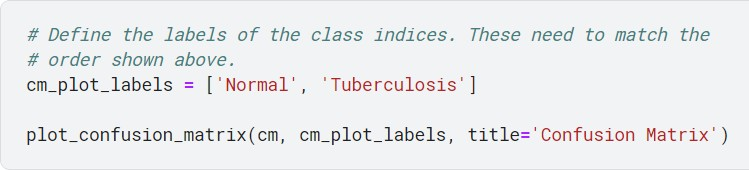 # Define the labels of the class indices. These need to match the
# order shown above.
cm_plot_labels = ['Normal', 'Tuberculosis']
plot_confusion_matrix(cm, cm_plot_labels, title='Confusion Matrix')